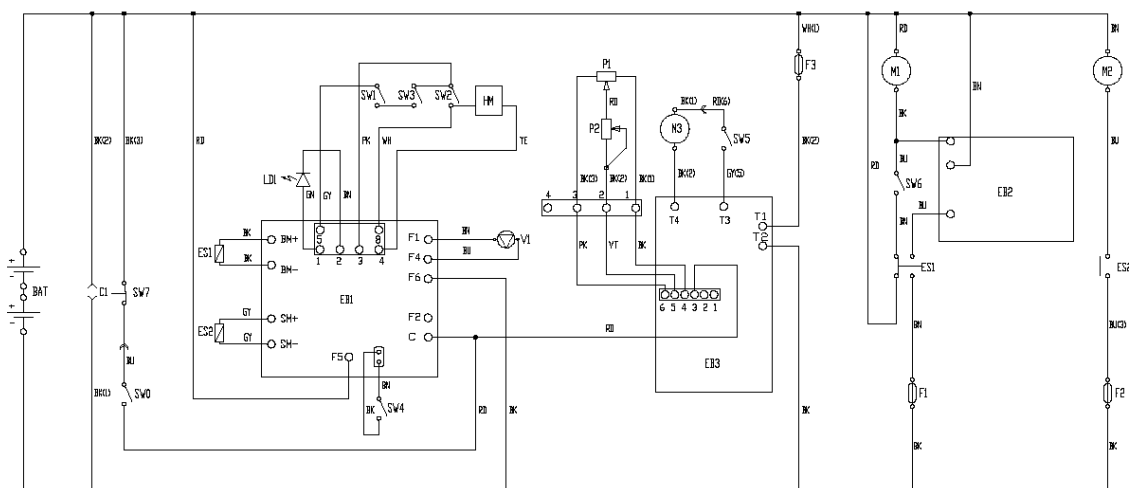 WH(1)
F3
RD
BN
BN
M1
M2
BK
BU
P1
RD
P2
BK(1)
RD(6)
N3
SW5
BK(2)
GY(5)
SW1
SW3
SW2
HM
PK
WH
YE
LD1
GN
GY
BN
BK(2)
BK(3)
RD
BK(3)
BK(2)
BK(1)
BK(2)
4
3
2
1
T4
T3
T1
T2
RD
BU
SW6
BN
BU
EB2
BK
ES1
BK
BM+
BM-
5
8
1
2
3
4
F1
F4
F6
BN
BU
V1
PK
YT
BK
EB1
BAT
C1
SW7
GY
ES2
GY
SM+
SM-
F2
C
6
5
4
3
2
1
RD
EB3
ES1
ES2
BN
BU(3)
F5
BU
SW0
BK(1)
BN
BK
SW4
RD
BK
BK
F1
F2
BK
BK